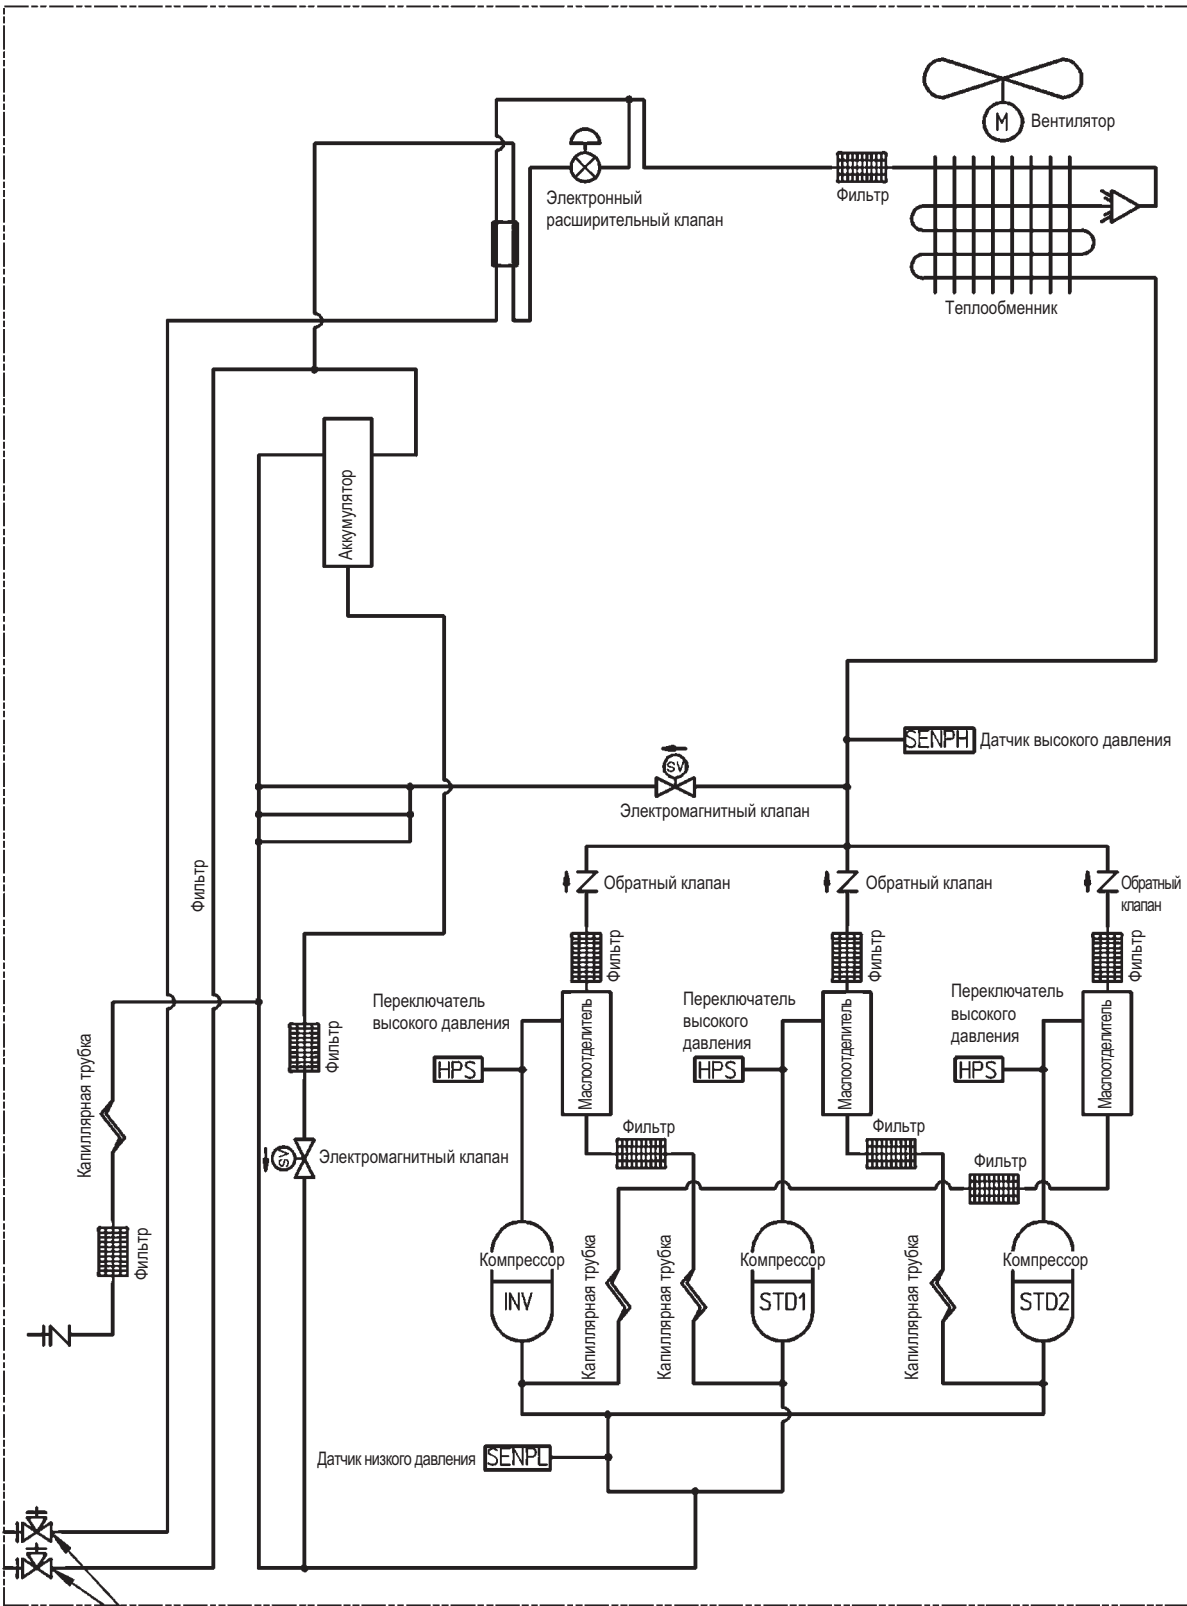 M
Вентилятор
Электронный
расширительный клапан
Фильтр
Теплообменник
Аккумулятор
SENPH
Датчик высокого давления
SV
Электромагнитный клапан
Фильтр
Обратный клапан
Обратный клапан
Обратный
клапан
Фильтр
Фильтр
Фильтр
Переключатель
высокого давления
Переключатель
высокого
давления
Переключатель
высокого
давления
Маслоотделитель
Маслоотделитель
Маслоотделитель
HPS
HPS
HPS
Фильтр
Капиллярная трубка
Фильтр
Фильтр
SV
Электромагнитный клапан
Фильтр
Фильтр
Компрессор
INV
Капиллярная трубка
Капиллярная трубка
Компрессор
STD1
Капиллярная трубка
Компрессор
STD2
Датчик низкого давления
SENPL